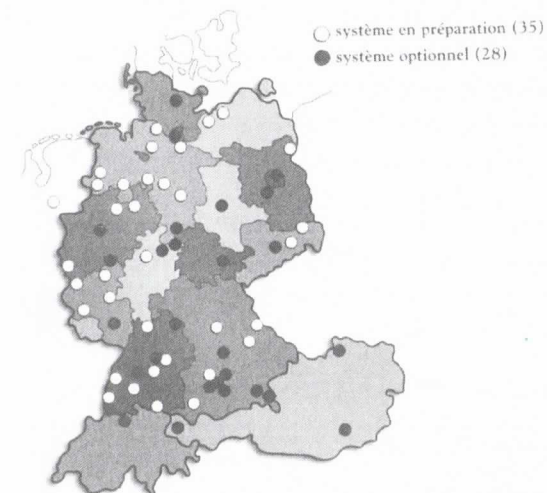 système en préparation (35)
système optionnel (28)